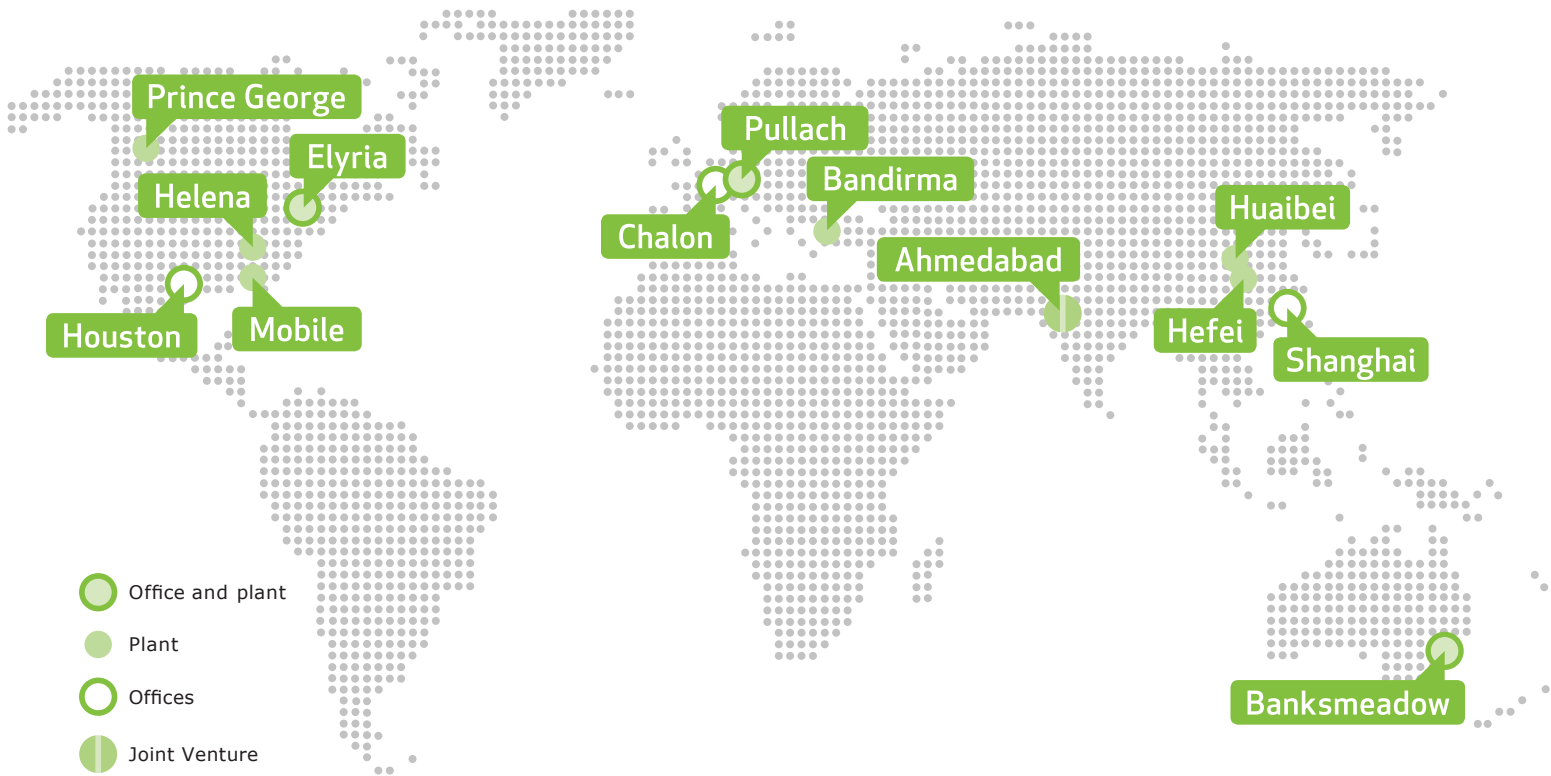 Prince George
Elyria
Helena
Houston
Mobile
Pullach
Bandirma
Chalon
Ahmedabad
Huaibei
Hefei
Shanghai
Banksmeadow
Office and plant
Plant
Offices
Joint Venture